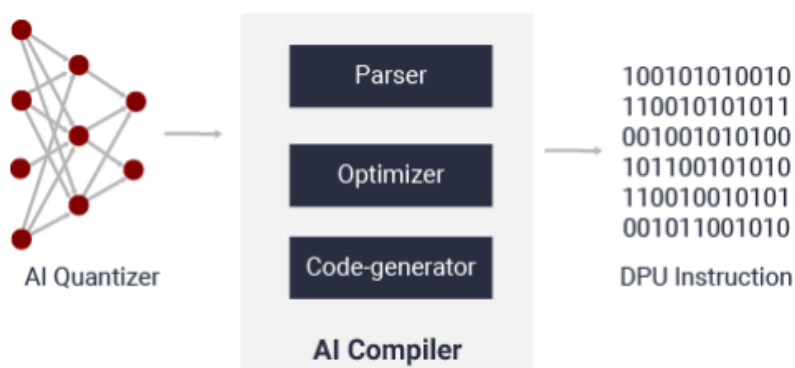 AI Quantizer
Parser
Optimizer
Code-generator
AI Compiler
100101010010
110010101011
001001010100
101100101010
110010010101
001011001010
DPU Instruction